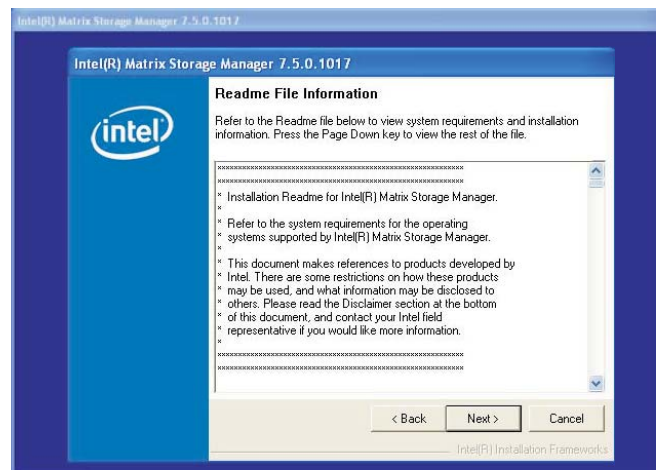 Intel(R) Matrix Storage Manager 7.5.0.1017
Intel(R) Matrix Storage Manager 7.5.0.1017
intel
Readme File Information
Refer to the Readme file below to view system requirements and installation
information. Press the Page Down key to view the rest of the file.
* Installation Readme for Intel(R) Matrix Storage Manager.
*
* Refer to the system requirements for the operating
* systems supported by Intel(R) Matrix Storage Manager.
*
* This document makes references to products developed by
* Intel. There are some restrictions on how these products
* may be used, and what information may be disclosed to
* others. Please read the Disclaimer section at the bottom
* of this document, and contact your Intel field
* representative if you would like more information.
*
< Back Next > Cancel
Intel(R) Installation Frameworks